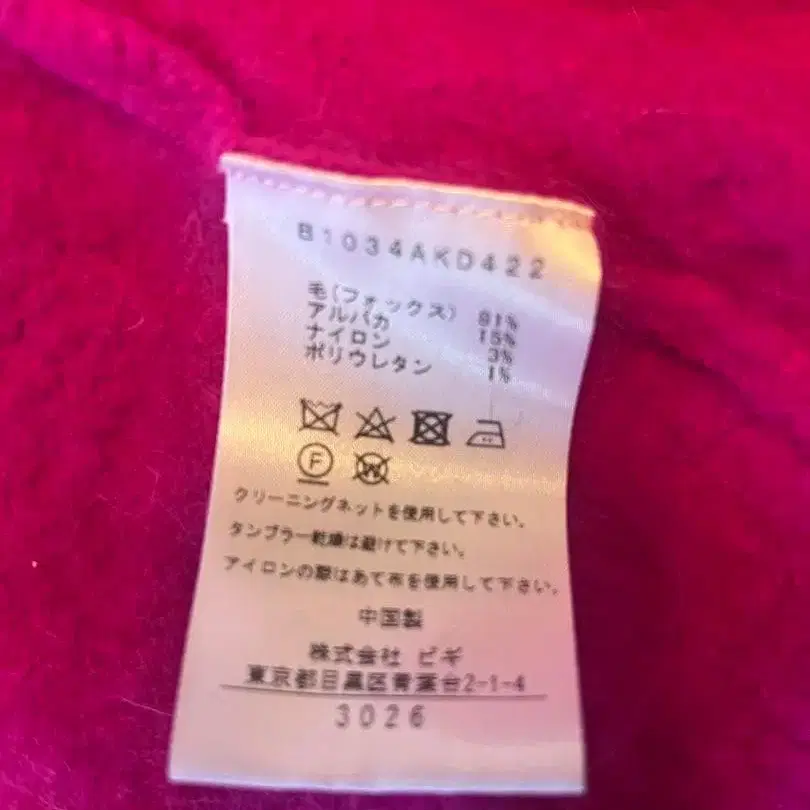 B1034AKD422
毛(フォックス) 81%
アルパカ 15%
ナイロン 3%
ポリウレタン 1%
F W
クリーニングネットを使用して下さい。
タンブラー乾燥は避けて下さい。
アイロンの際はあて布を使用して下さい。
中国製
株式会社 ビギ
東京都目黒区青葉台2-1-4
3026